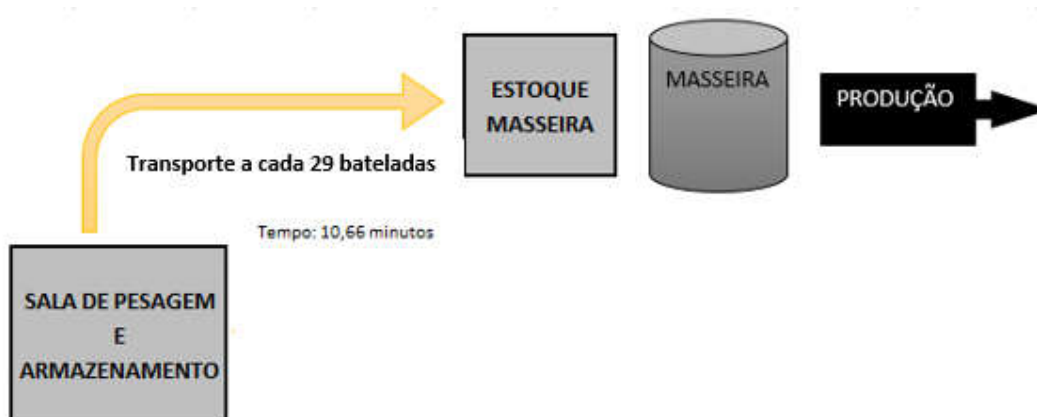 ESTOQUE
MASSEIRA
MASSEIRA
PRODUÇÃO
Transporte a cada 29 bateladas
Tempo: 10,66 minutos
SALA DE PESAGEM
E
ARMAZENAMENTO